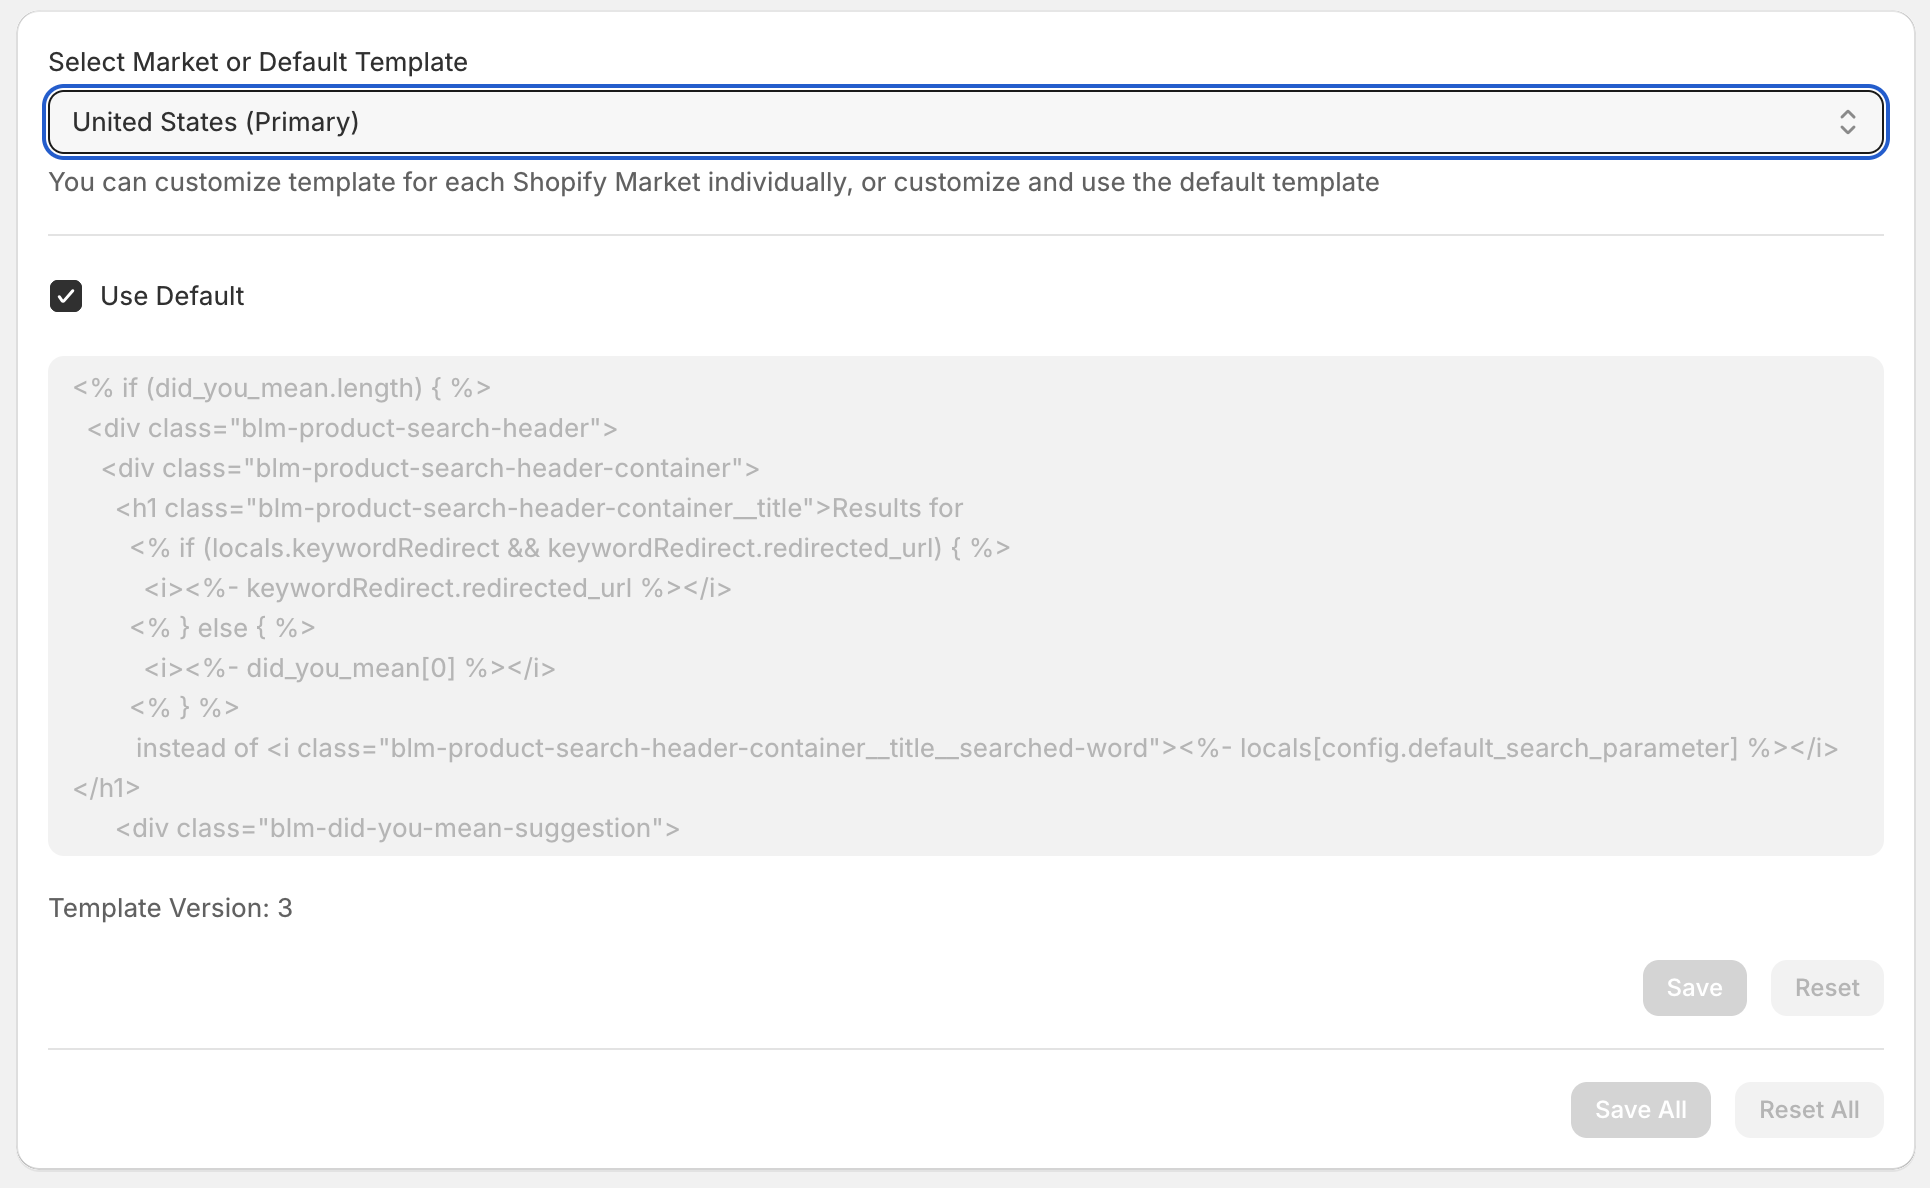 Select Market or Default Template
United States (Primary)
You can customize template for each Shopify Market individually, or customize and use the default template
Use Default
<% if (did_you_mean.length) { %>
<div class="blm-product-search-header">
<div class="blm-product-search-header-container">
<h1 class="blm-product-search-header-container__title">Results for
<% if (locals.keywordRedirect && keywordRedirect.redirected_url) { %>
<i><%- keywordRedirect.redirected_url %></i>
<% } else { %>
<i><%- did_you_mean[0] %></i>
<% } %>
instead of <i class="blm-product-search-header-container__title__searched-word"><%- locals[config.default_search_parameter] %></i>
</h1>
<div class="blm-did-you-mean-suggestion">
Template Version: 3
Save
Reset
Save All
Reset All